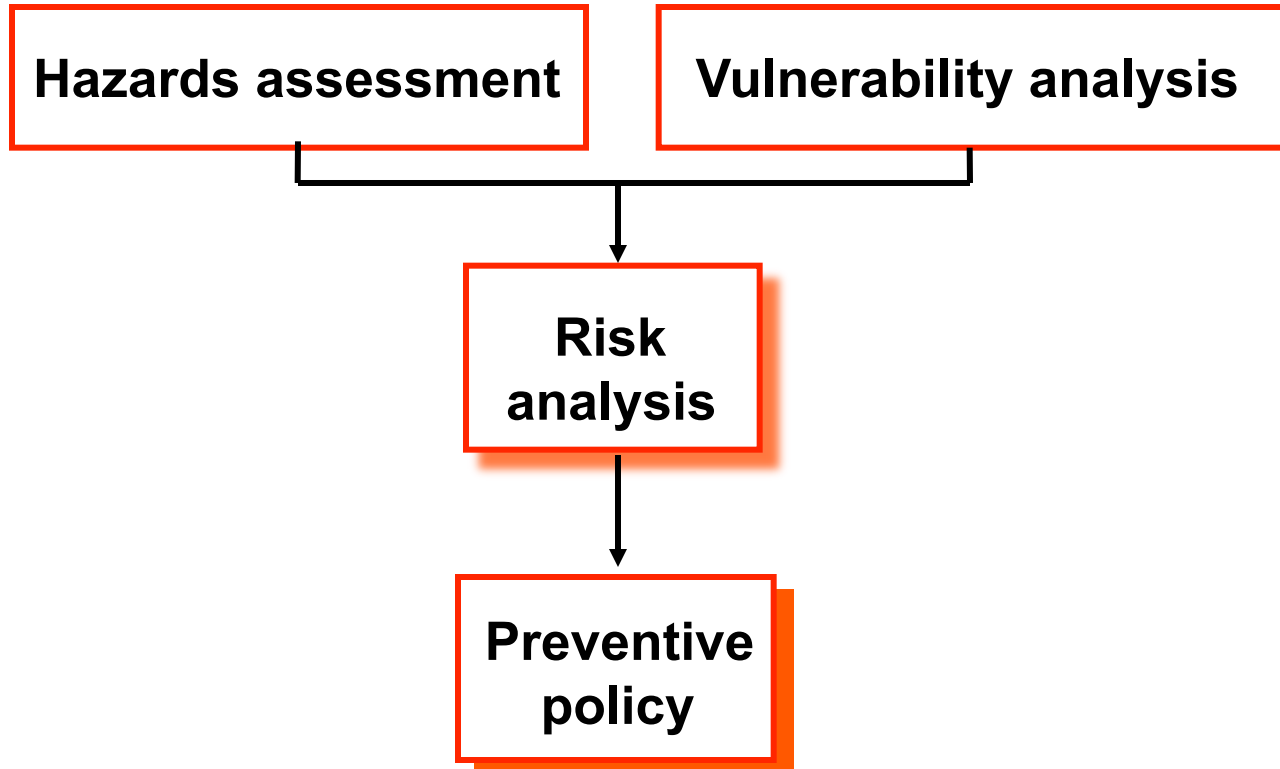 Hazards assessment
Vulnerability analysis
Risk
analysis
Preventive
policy